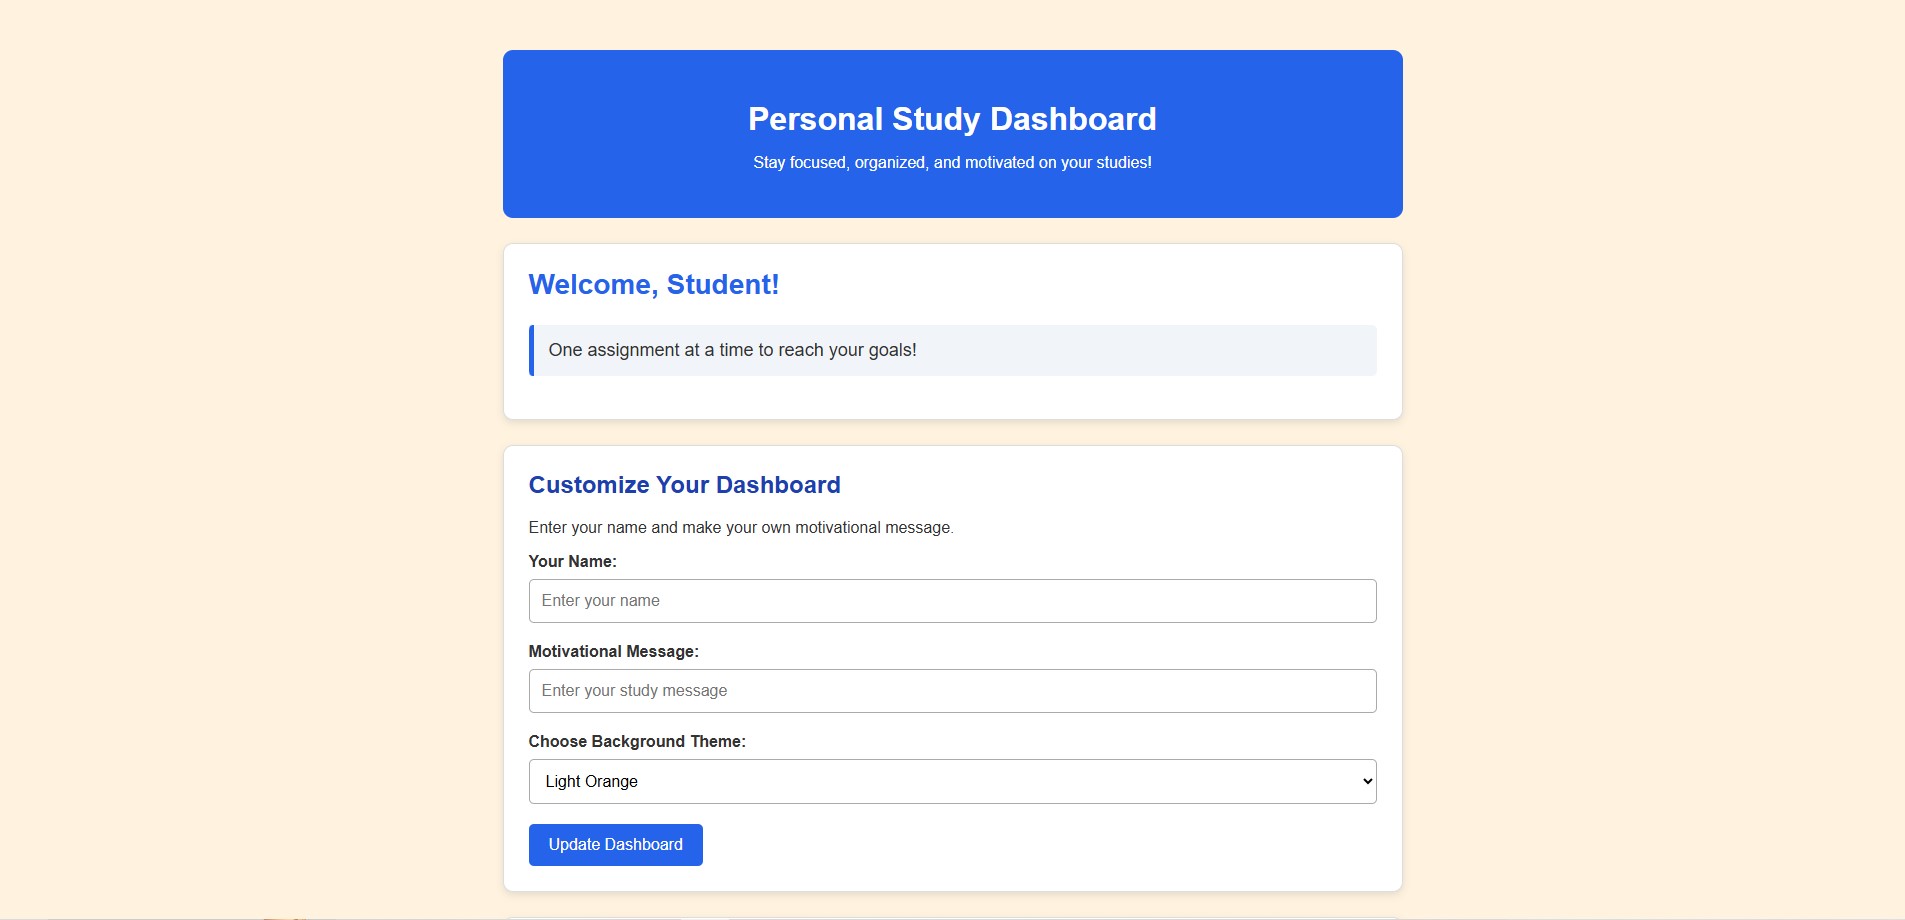 Personal Study Dashboard
Stay focused, organized, and motivated on your studies!
Welcome, Student!
One assignment at a time to reach your goals!
Customize Your Dashboard
Enter your name and make your own motivational message.
Your Name:
Enter your name
Motivational Message:
Enter your study message
Choose Background Theme:
Light Orange
Update Dashboard